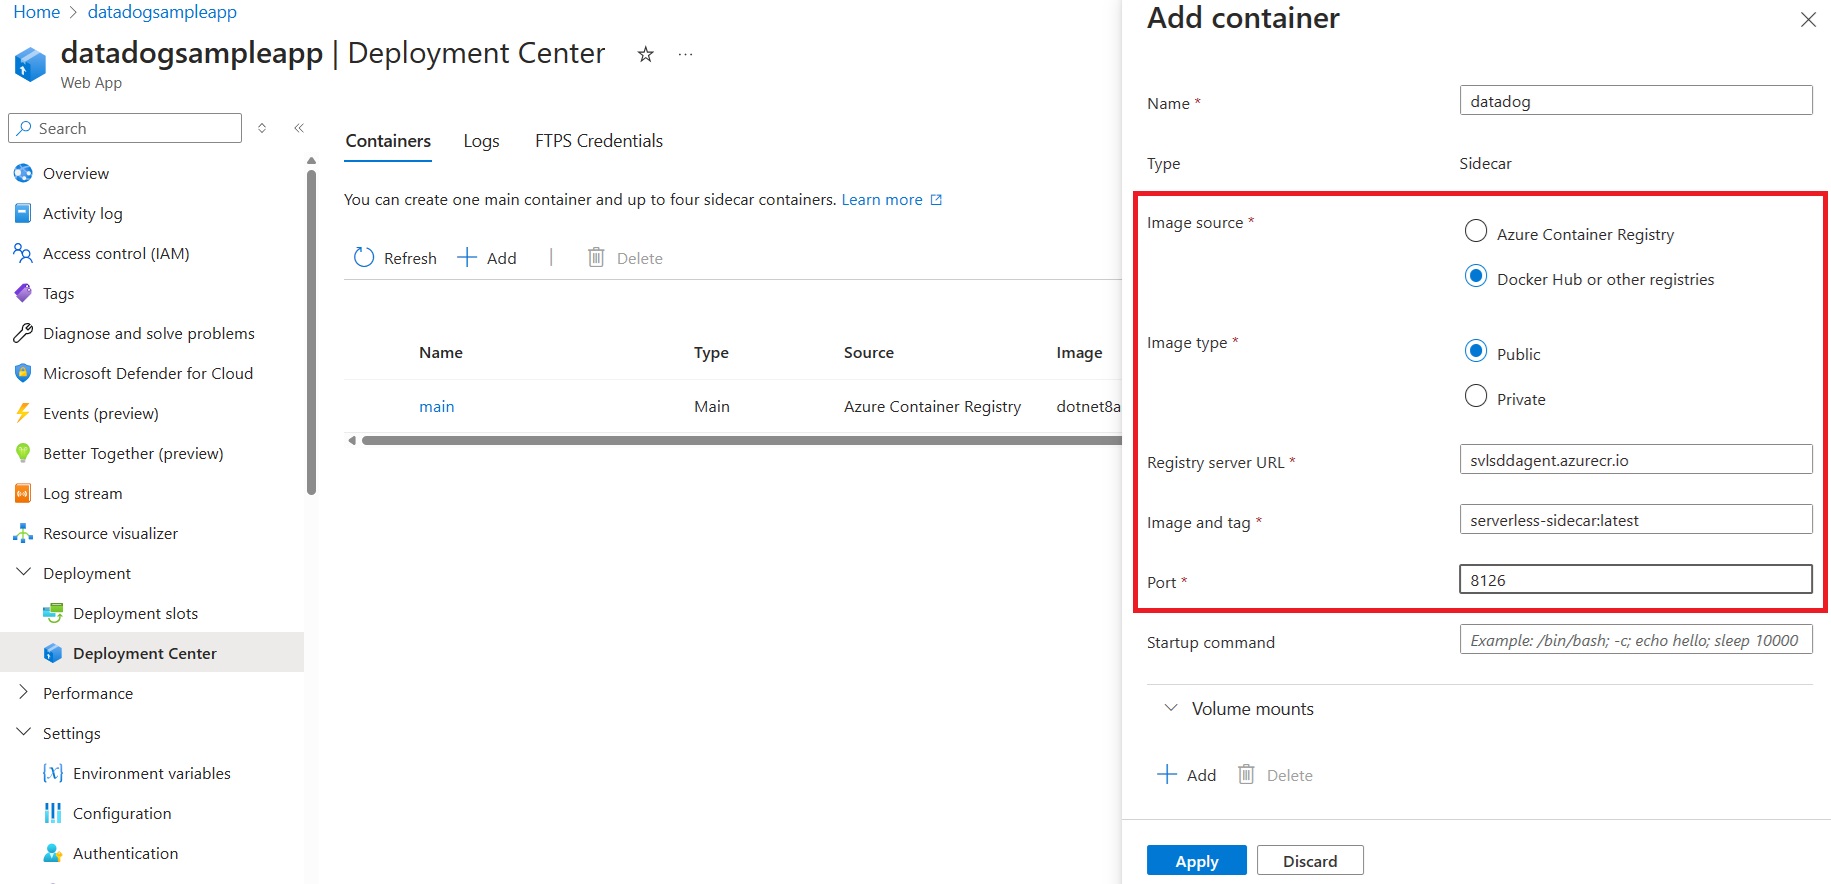 Home > datadogsampleapp
datadogsampleapp | Deployment Center
Web App
Search
Overview
Activity log
Access control (IAM)
Tags
Diagnose and solve problems
Microsoft Defender for Cloud
Events (preview)
Better Together (preview)
Log stream
Resource visualizer
Deployment
Deployment slots
Deployment Center
Performance
Settings
Environment variables
Configuration
Authentication
Containers Logs FTPS Credentials
You can create one main container and up to four sidecar containers. Learn more
Refresh Add | Delete
Name Type Source Image
main Main Azure Container Registry dotnet8a
Add container
Name * datadog
Type Sidecar
Image source * Azure Container Registry
Docker Hub or other registries
Image type * Public
Private
Registry server URL * svlsddagent.azurecr.io
Image and tag * serverless-sidecar:latest
Port * 8126
Startup command Example: /bin/bash; -c; echo hello; sleep 10000
Volume mounts
Add Delete
Apply Discard